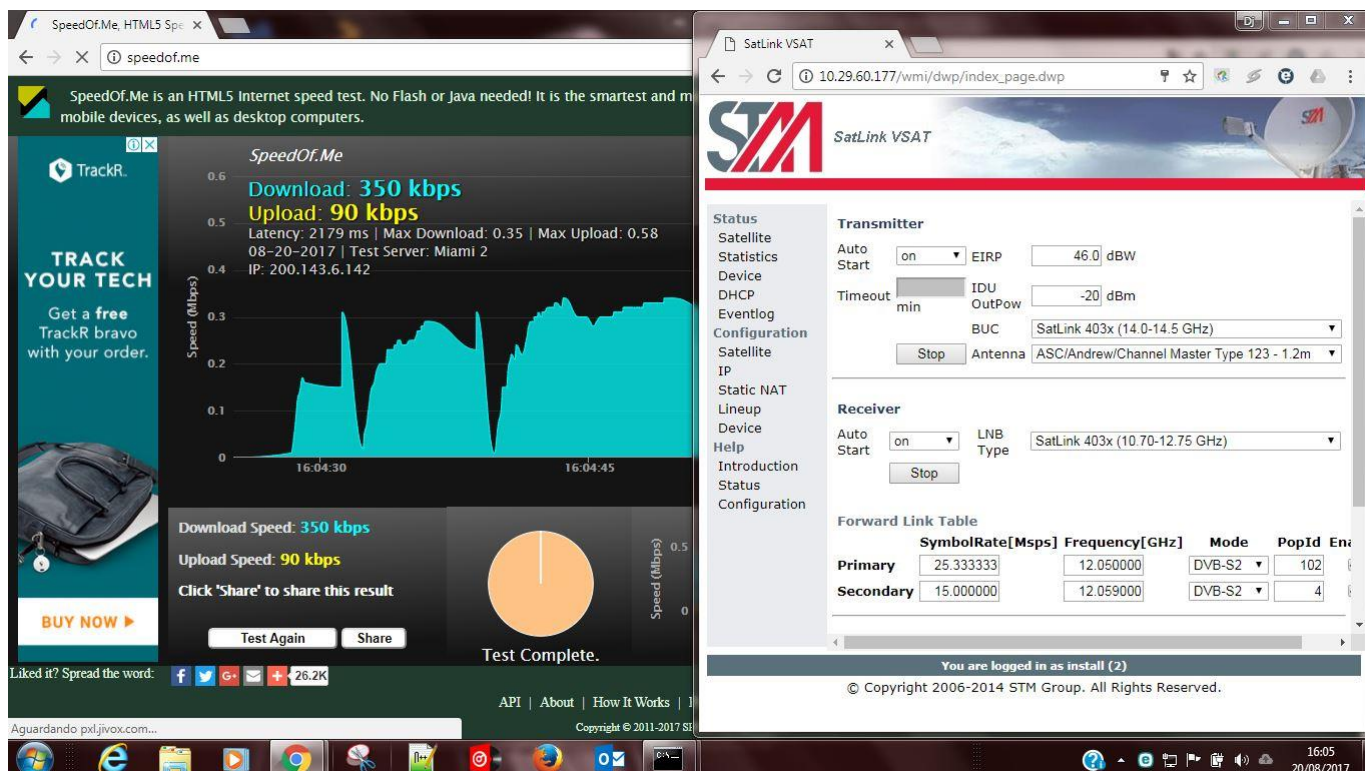 SpeedOf.Me, HTML5 Spe
speedof.me
SpeedOf.Me is an HTML5 Internet speed test. No Flash or Java needed! It is the smartest and m
mobile devices, as well as desktop computers.
TrackR
TRACK
YOUR TECH
Get a free
TrackR bravo
with your order.
BUY NOW
SpeedOf.Me
Download: 350 kbps
Upload: 90 kbps
Latency: 2179 ms | Max Download: 0.35 | Max Upload: 0.58
08-20-2017 | Test Server: Miami 2
IP: 200.143.6.142
Speed (Mbps)
0.6
0.5
0.4
0.3
0.2
0.1
0
16:04:30 16:04:45
Download Speed: 350 kbps
Upload Speed: 90 kbps
Click 'Share' to share this result
Test Again Share
Test Complete.
Speed (Mbps)
0.5
0
Liked it? Spread the word: f G+ 26.2K
API | About | How It Works |
Copyright © 2011-2017
Aguardando pxl.jivox.com...
Dj
SatLink VSAT
10.29.60.177/wmi/dwp/index_page.dwp
STM
SatLink VSAT
STM
Status
Satellite
Statistics
Device
DHCP
Eventlog
Configuration
Satellite
IP
Static NAT
Lineup
Device
Help
Introduction
Status
Configuration
Transmitter
Auto Start on EIRP 46.0 dBW
Timeout min IDU OutPow -20 dBm
BUC SatLink 403x (14.0-14.5 GHz)
Stop Antenna ASC/Andrew/Channel Master Type 123 - 1.2m
Receiver
Auto Start on LNB Type SatLink 403x (10.70-12.75 GHz)
Stop
Forward Link Table
SymbolRate[Msps] Frequency[GHz] Mode PopId Ena
Primary 25.333333 12.050000 DVB-S2 102
Secondary 15.000000 12.059000 DVB-S2 4
You are logged in as install (2)
© Copyright 2006-2014 STM Group. All Rights Reserved.
16:05
20/08/2017